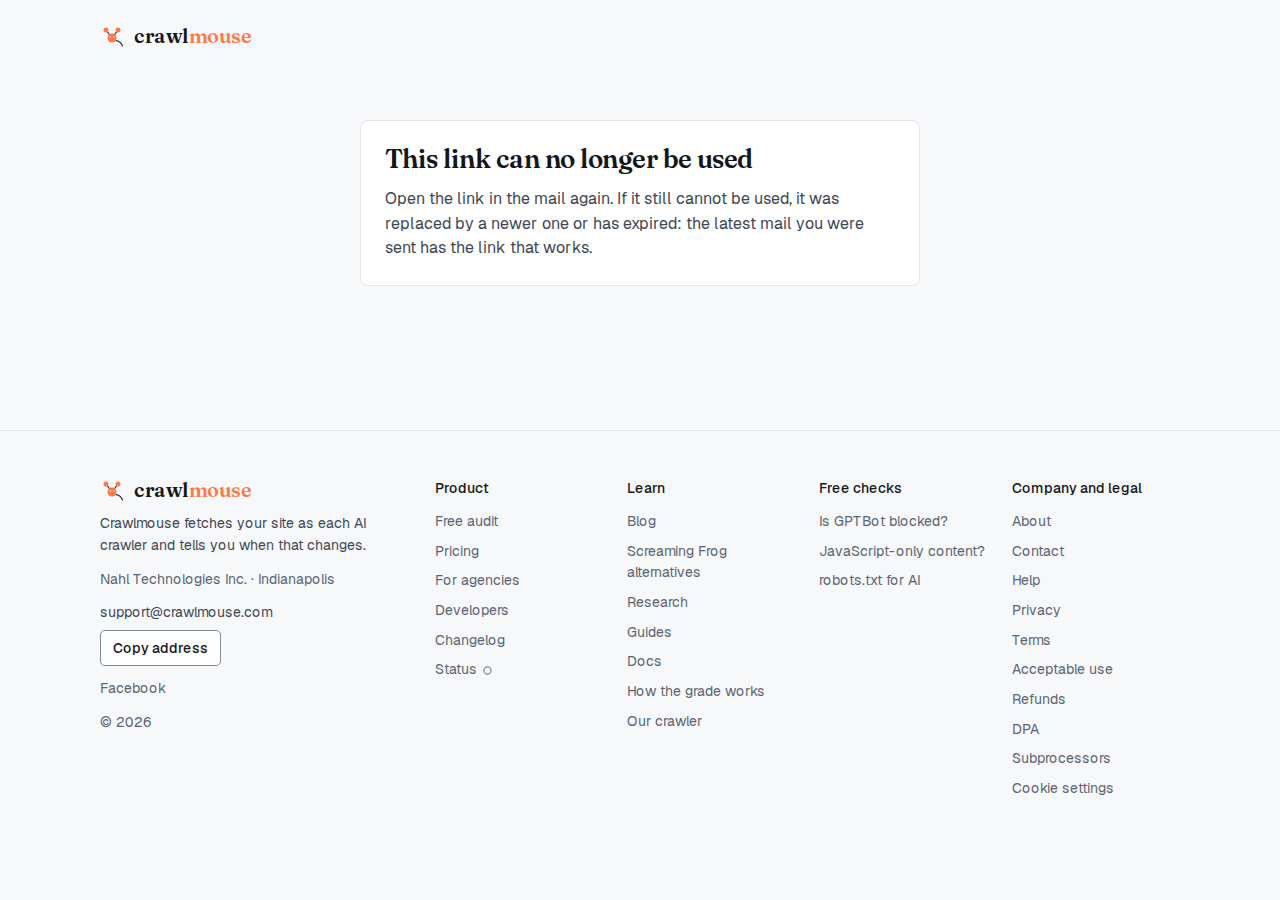 crawlmouse
This link can no longer be used
Open the link in the mail again. If it still cannot be used, it was
replaced by a newer one or has expired: the latest mail you were
sent has the link that works.
crawlmouse
Crawlmouse fetches your site as each AI
crawler and tells you when that changes.
Nahl Technologies Inc. · Indianapolis
support@crawlmouse.com
Copy address
Facebook
© 2026
Product
Free audit
Pricing
For agencies
Developers
Changelog
Status
Learn
Blog
Screaming Frog
alternatives
Research
Guides
Docs
How the grade works
Our crawler
Free checks
Is GPTBot blocked?
JavaScript-only content?
robots.txt for AI
Company and legal
About
Contact
Help
Privacy
Terms
Acceptable use
Refunds
DPA
Subprocessors
Cookie settings